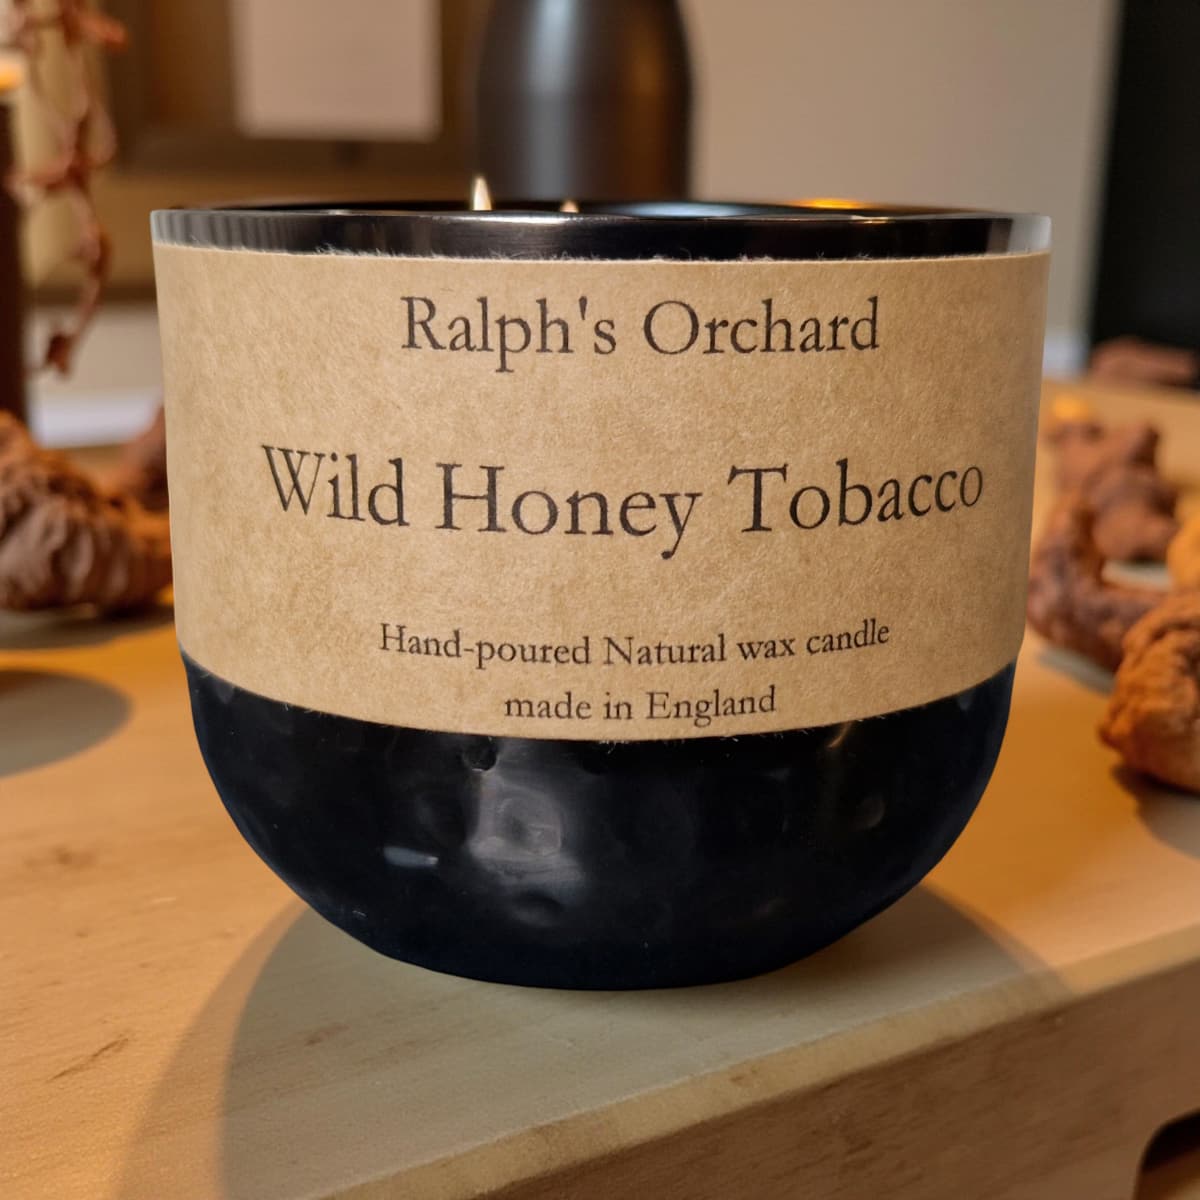 Ralph's Orchard
Wild Honey Tobacco
Hand-poured Natural wax candle
made in England